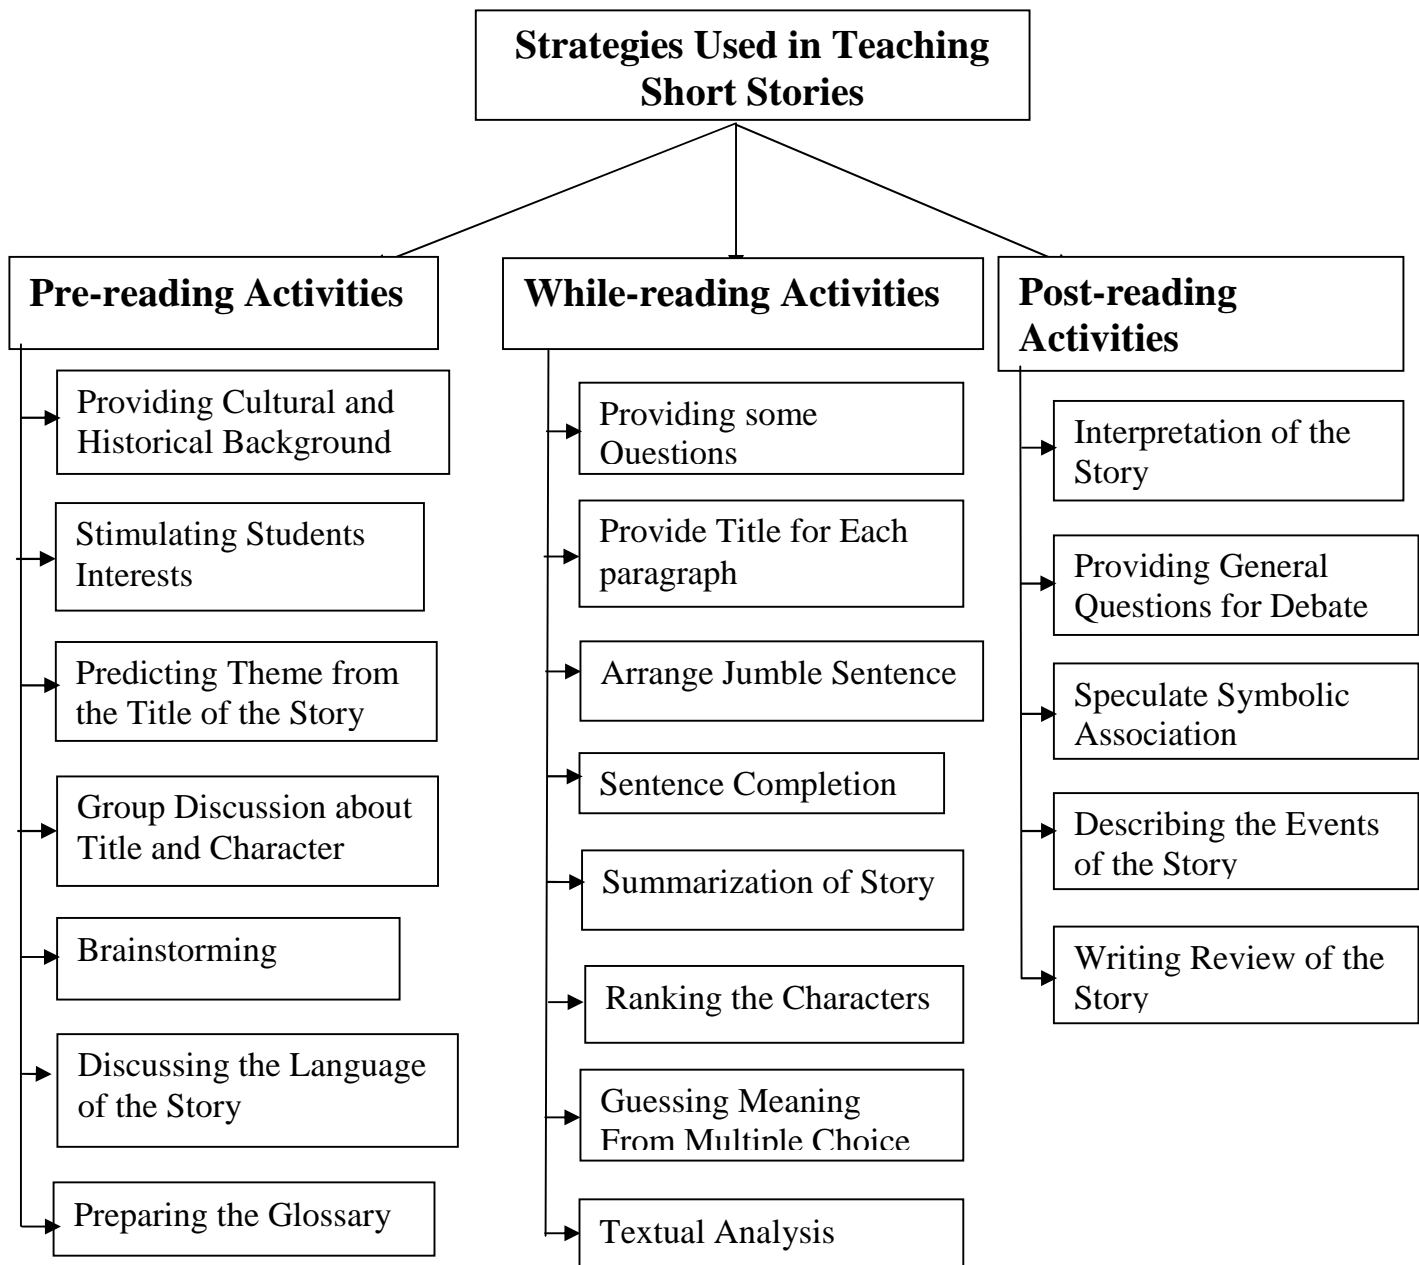 Strategies Used in Teaching
Short Stories
Pre-reading Activities
Providing Cultural and
Historical Background
Stimulating Students
Interests
Predicting Theme from
the Title of the Story
Group Discussion about
Title and Character
Brainstorming
Discussing the Language
of the Story
Preparing the Glossary
While-reading Activities
Providing some
Questions
Provide Title for Each
paragraph
Arrange Jumble Sentence
Sentence Completion
Summarization of Story
Ranking the Characters
Guessing Meaning
From Multiple Choice
Textual Analysis
Post-reading
Activities
Interpretation of the
Story
Providing General
Questions for Debate
Speculate Symbolic
Association
Describing the Events
of the Story
Writing Review of the
Story